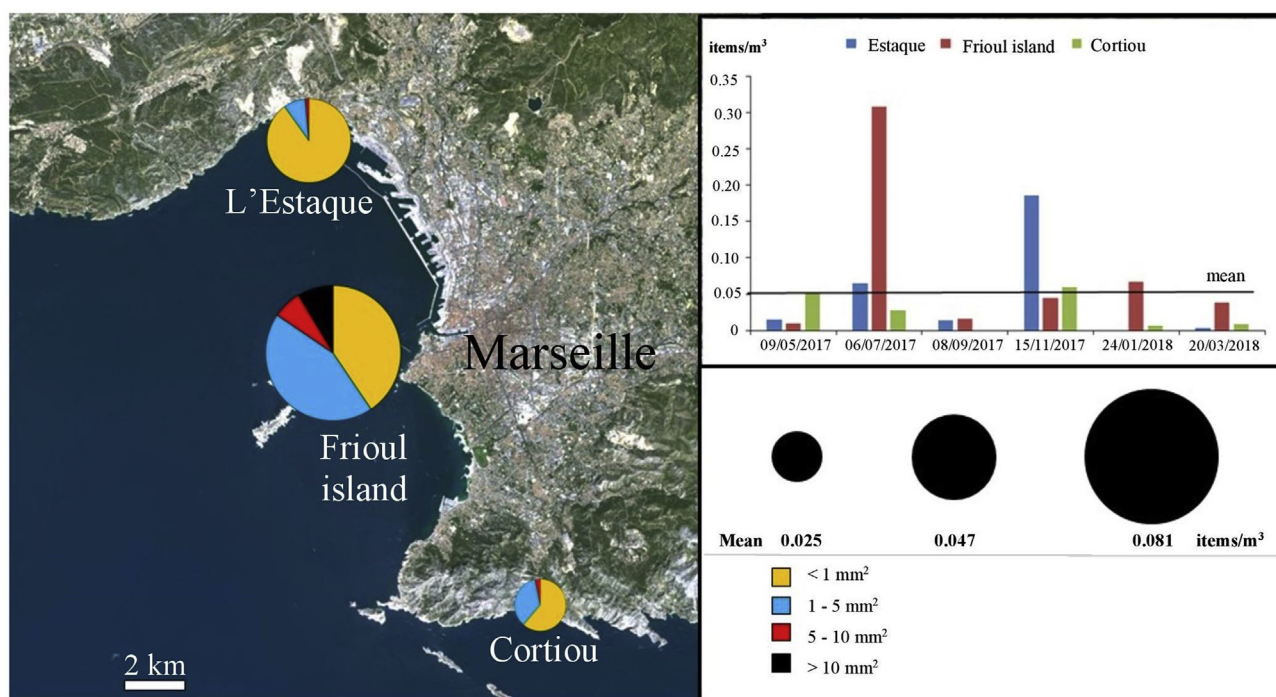 L'Estaque
Marseille
Frioul
island
Cortiou
2 km
items/m³
Estaque Frioul island Cortiou
0.35
0.30
0.25
0.20
0.15
0.10
0.05
0
mean
09/05/2017 06/07/2017 08/09/2017 15/11/2017 24/01/2018 20/03/2018
Mean 0.025 0.047 0.081 items/m³
< 1 mm²
1 - 5 mm²
5 - 10 mm²
> 10 mm²